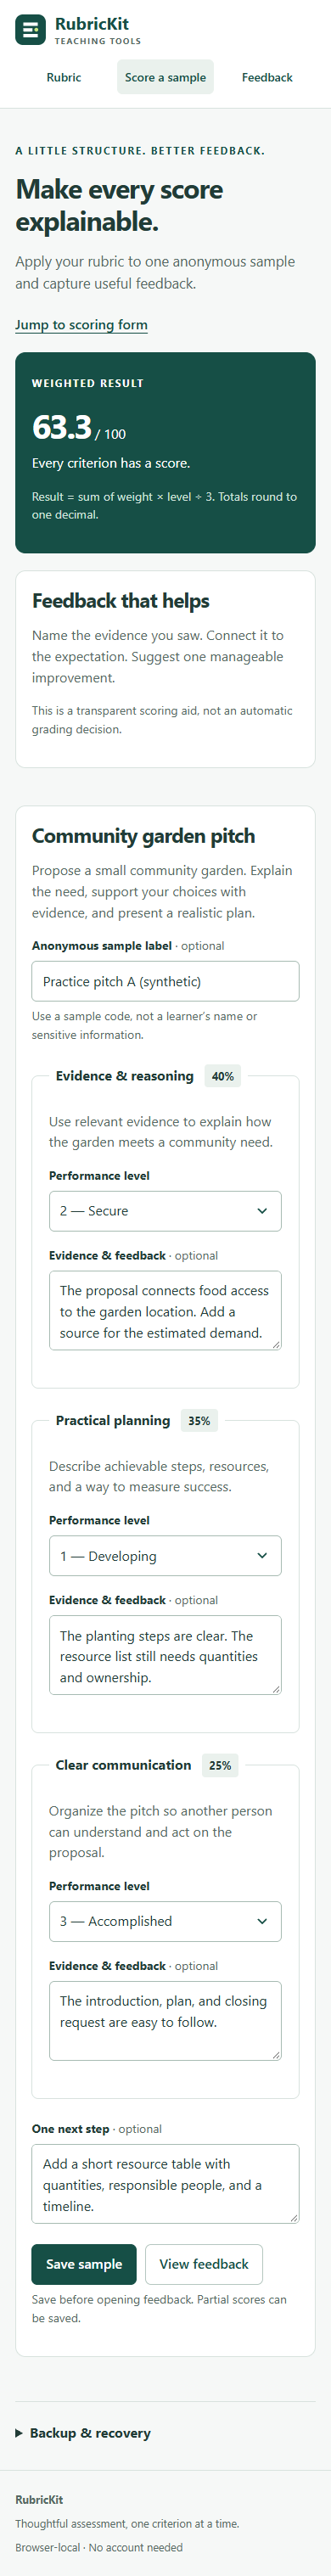 RubricKit
TEACHING TOOLS
Rubric
Score a sample
Feedback
A LITTLE STRUCTURE. BETTER FEEDBACK.
Make every score
explainable.
Apply your rubric to one anonymous sample
and capture useful feedback.
Jump to scoring form
WEIGHTED RESULT
63.3 / 100
Every criterion has a score.
Result = sum of weight × level ÷ 3. Totals round to
one decimal.
Feedback that helps
Name the evidence you saw. Connect it to
the expectation. Suggest one manageable
improvement.
This is a transparent scoring aid, not an automatic
grading decision.
Community garden pitch
Propose a small community garden. Explain
the need, support your choices with
evidence, and present a realistic plan.
Anonymous sample label · optional
Practice pitch A (synthetic)
Use a sample code, not a learner’s name or
sensitive information.
Evidence & reasoning 40%
Use relevant evidence to explain how
the garden meets a community need.
Performance level
2 — Secure
Evidence & feedback · optional
The proposal connects food access
to the garden location. Add a
source for the estimated demand.
Practical planning 35%
Describe achievable steps, resources,
and a way to measure success.
Performance level
1 — Developing
Evidence & feedback · optional
The planting steps are clear. The
resource list still needs quantities
and ownership.
Clear communication 25%
Organize the pitch so another person
can understand and act on the
proposal.
Performance level
3 — Accomplished
Evidence & feedback · optional
The introduction, plan, and closing
request are easy to follow.
One next step · optional
Add a short resource table with
quantities, responsible people, and a
timeline.
Save sample
View feedback
Save before opening feedback. Partial scores can
be saved.
Backup & recovery
RubricKit
Thoughtful assessment, one criterion at a time.
Browser-local · No account needed